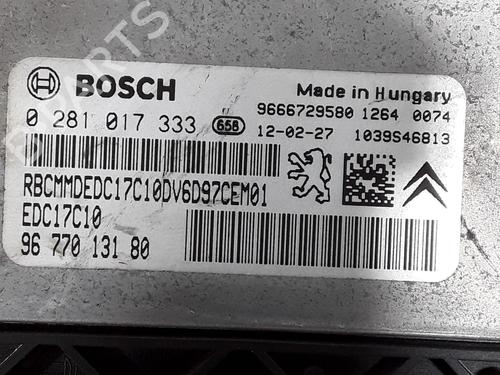 BOSCH
Made in Hungary
0 281 017 333 658
9666729580 1264 0074
12-02-27 1039S46813
RBCMMDEDC17C10DV6D97CEM01
EDC17C10
96 770 131 80